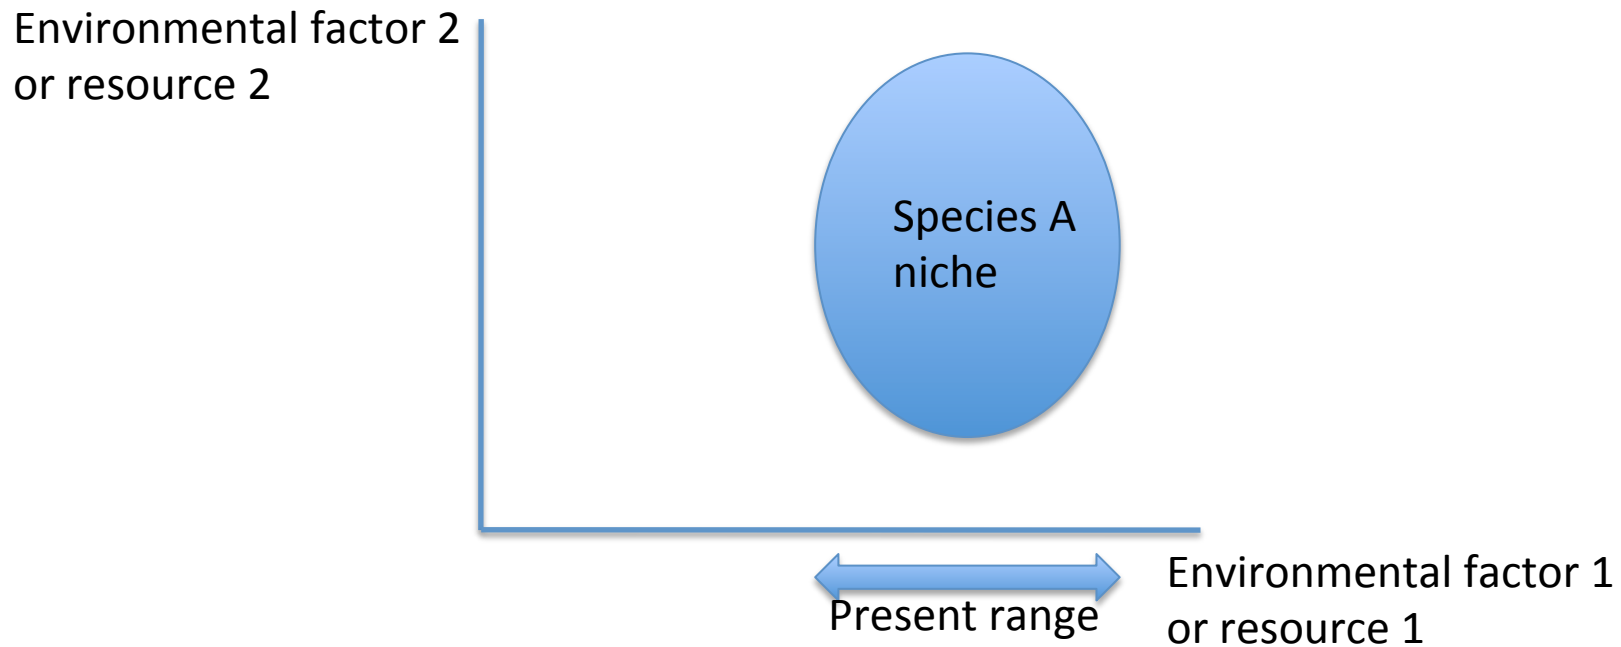 Environmental factor 2
or resource 2
Species A
niche
Present range
Environmental factor 1
or resource 1